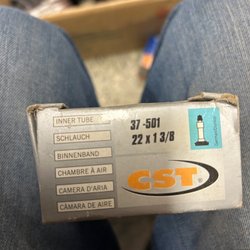 INNER TUBE
SCHLAUCH
BINNENBAND
CHAMBRE À AIR
CAMERA D'ARIA
CÁMARA DE AIRE
37 -501
22 x 1 3/8
CST